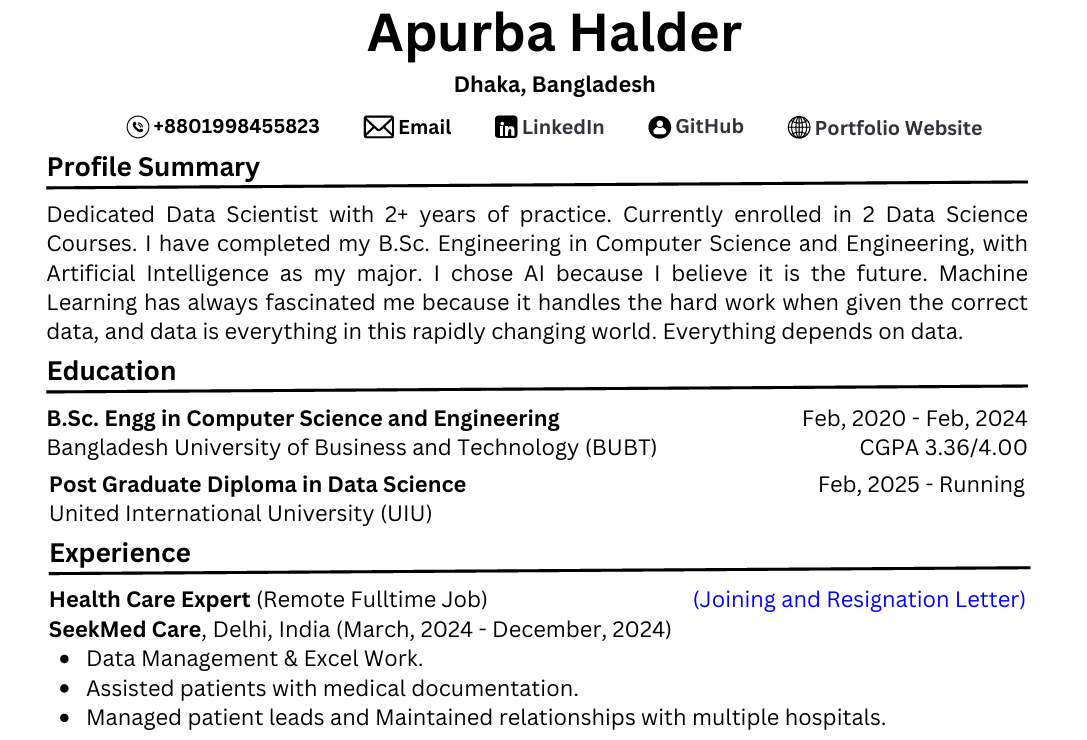 Apurba Halder
Dhaka, Bangladesh
+8801998455823 Email LinkedIn GitHub Portfolio Website
Profile Summary
Dedicated Data Scientist with 2+ years of practice. Currently enrolled in 2 Data Science
Courses. I have completed my B.Sc. Engineering in Computer Science and Engineering, with
Artificial Intelligence as my major. I chose AI because I believe it is the future. Machine
Learning has always fascinated me because it handles the hard work when given the correct
data, and data is everything in this rapidly changing world. Everything depends on data.
Education
B.Sc. Engg in Computer Science and Engineering Feb, 2020 - Feb, 2024
Bangladesh University of Business and Technology (BUBT) CGPA 3.36/4.00
Post Graduate Diploma in Data Science Feb, 2025 - Running
United International University (UIU)
Experience
Health Care Expert (Remote Fulltime Job) (Joining and Resignation Letter)
SeekMed Care, Delhi, India (March, 2024 - December, 2024)
• Data Management & Excel Work.
• Assisted patients with medical documentation.
• Managed patient leads and Maintained relationships with multiple hospitals.